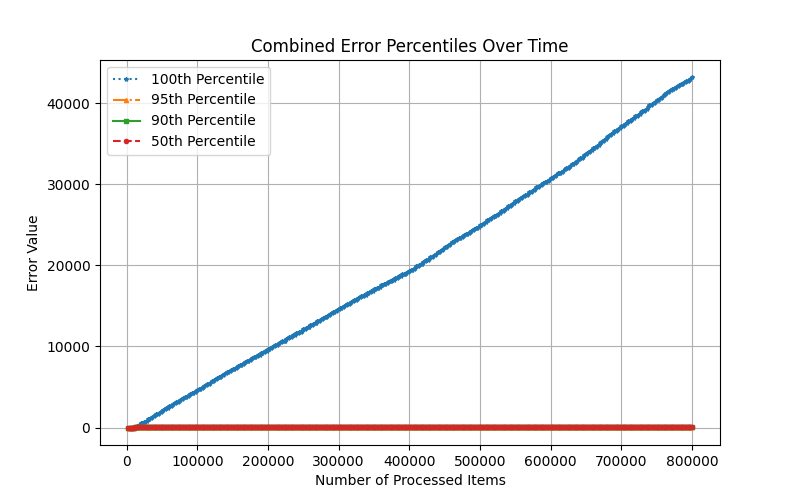 Combined Error Percentiles Over Time
100th Percentile
95th Percentile
90th Percentile
50th Percentile
Error Value
40000
30000
20000
10000
0
0 100000 200000 300000 400000 500000 600000 700000 800000
Number of Processed Items